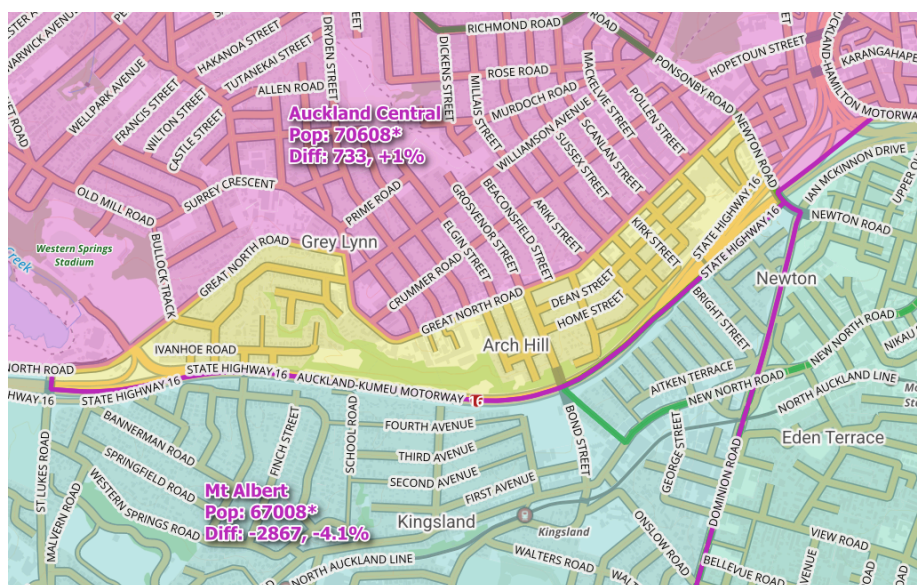 RICHMOND ROAD
PONSONBY ROAD
HOPETOUN STREET
KARANGAHAPE
AUCKLAND-HAMILTON MOTORWAY
WARWICK AVENUE
WELLPARK AVENUE
HAKANOA STREET
TUTANEKAI STREET
DRYDEN STREET
DICKENS STREET
MILLAIS STREET
ROSE ROAD
MACKELVIE STREET
POLLEN STREET
ALLEN ROAD
FRANCIS STREET
WILTON STREET
CASTLE STREET
MURDOCH ROAD
WILLIAMSON AVENUE
SCANLAN STREET
SUSSEX STREET
NEWTON ROAD
IAN MCKINNON DRIVE
Auckland Central
Pop: 70608*
Diff: 733, +1%
OLD MILL ROAD
SURREY CRESCENT
PRIME ROAD
GROSVENOR STREET
BEACONSFIELD STREET
ARIKI STREET
ELGIN STREET
KIRK STREET
STATE HIGHWAY 16
STATE HIGHWAY 16
NEWTON ROAD
Western Springs
Stadium
Creek
BULLOCK TRACK
GREAT NORTH ROAD
Grey Lynn
CRUMMER ROAD
GREAT NORTH ROAD
DEAN STREET
HOME STREET
Newton
BRIGHT STREET
Arch Hill
NORTH ROAD
IVANHOE ROAD
STATE HIGHWAY 16
STATE HIGHWAY 16
AUCKLAND-KUMEU MOTORWAY
16
AITKEN TERRACE
NEW NORTH ROAD
NEW NORTH ROAD
NORTH AUCKLAND LINE
ST LUKES ROAD
MALVERN ROAD
BANNERMAN ROAD
SPRINGFIELD ROAD
WESTERN SPRINGS ROAD
FINCH STREET
SCHOOL ROAD
FOURTH AVENUE
THIRD AVENUE
SECOND AVENUE
FIRST AVENUE
BOND STREET
GEORGE STREET
Eden Terrace
DOMINION ROAD
Mt Albert
Pop: 67008*
Diff: -2867, -4.1%
Kingsland
Kingsland
NORTH AUCKLAND LINE
WALTERS ROAD
ONSLOW ROAD
BELLEVUE ROAD
VIEW ROAD